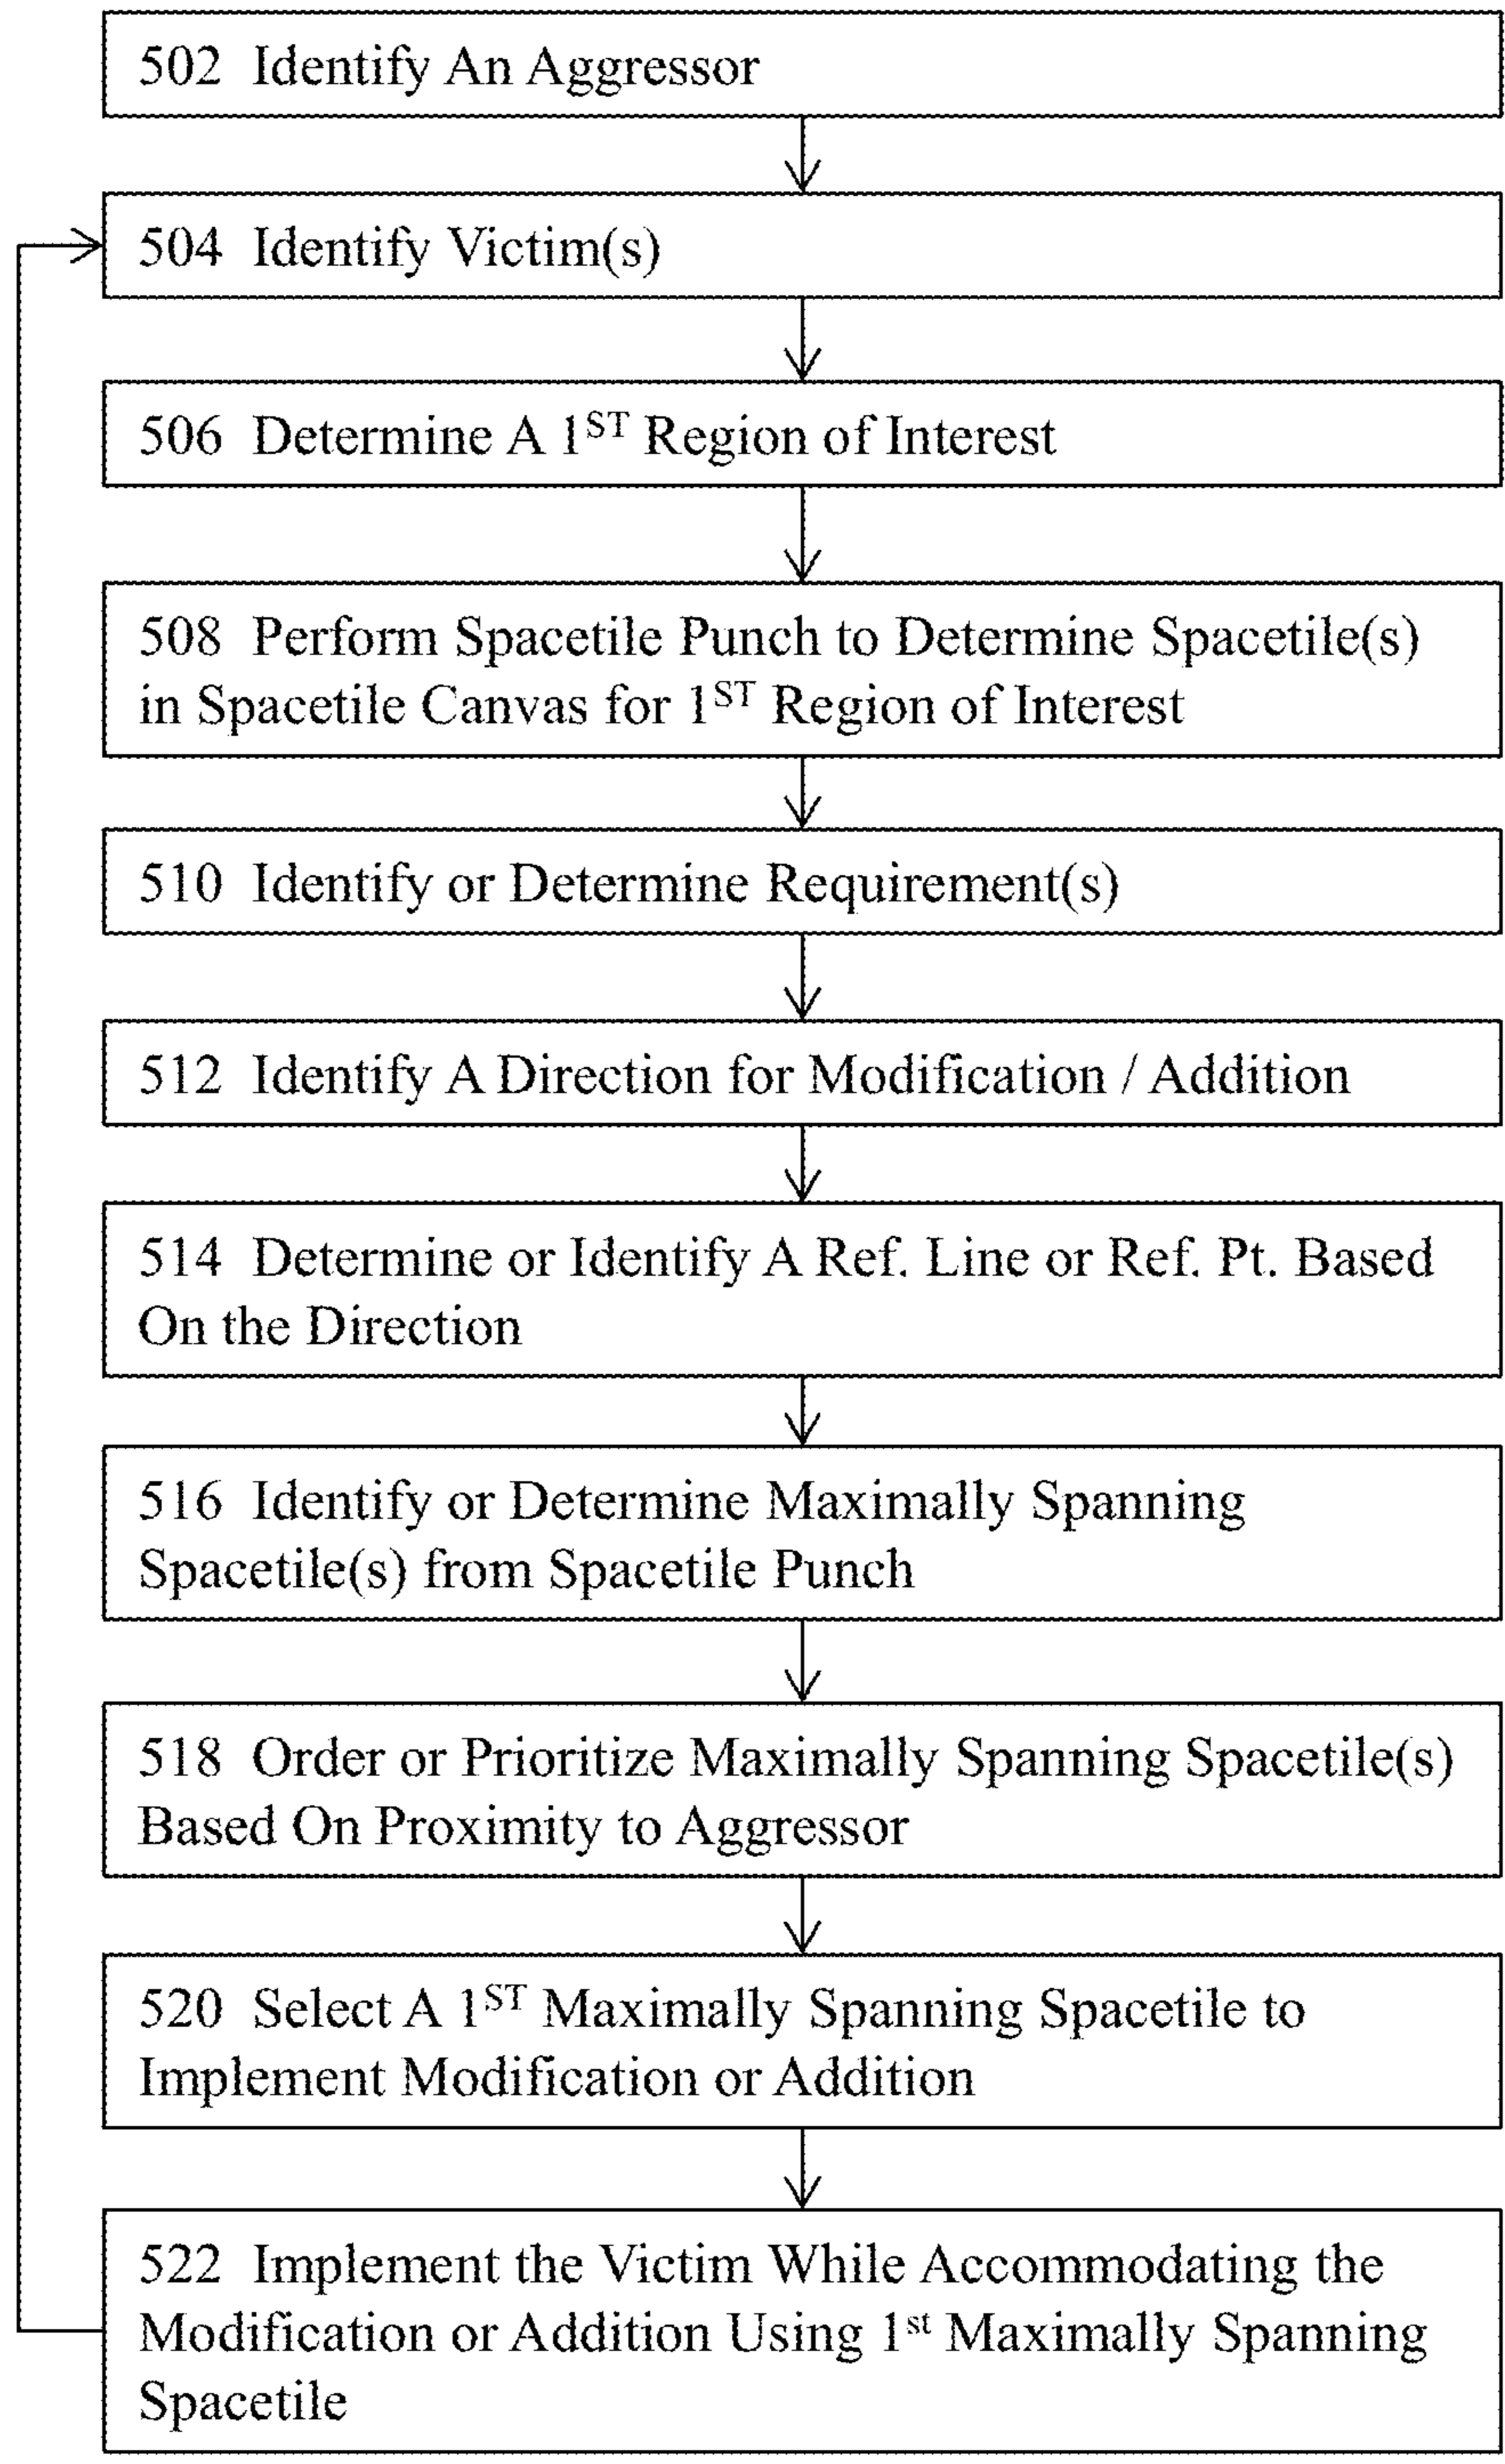 502 Identify An Aggressor
504 Identify Victim(s)
506 Determine A 1ST Region of Interest
508 Perform Spacetile Punch to Determine Spacetile(s)
in Spacetile Canvas for 1ST Region of Interest
510 Identify or Determine Requirement(s)
512 Identify A Direction for Modification / Addition
514 Determine or Identify A Ref. Line or Ref. Pt. Based
On the Direction
516 Identify or Determine Maximally Spanning
Spacetile(s) from Spacetile Punch
518 Order or Prioritize Maximally Spanning Spacetile(s)
Based On Proximity to Aggressor
520 Select A 1ST Maximally Spanning Spacetile to
Implement Modification or Addition
522 Implement the Victim While Accommodating the
Modification or Addition Using 1st Maximally Spanning
Spacetile